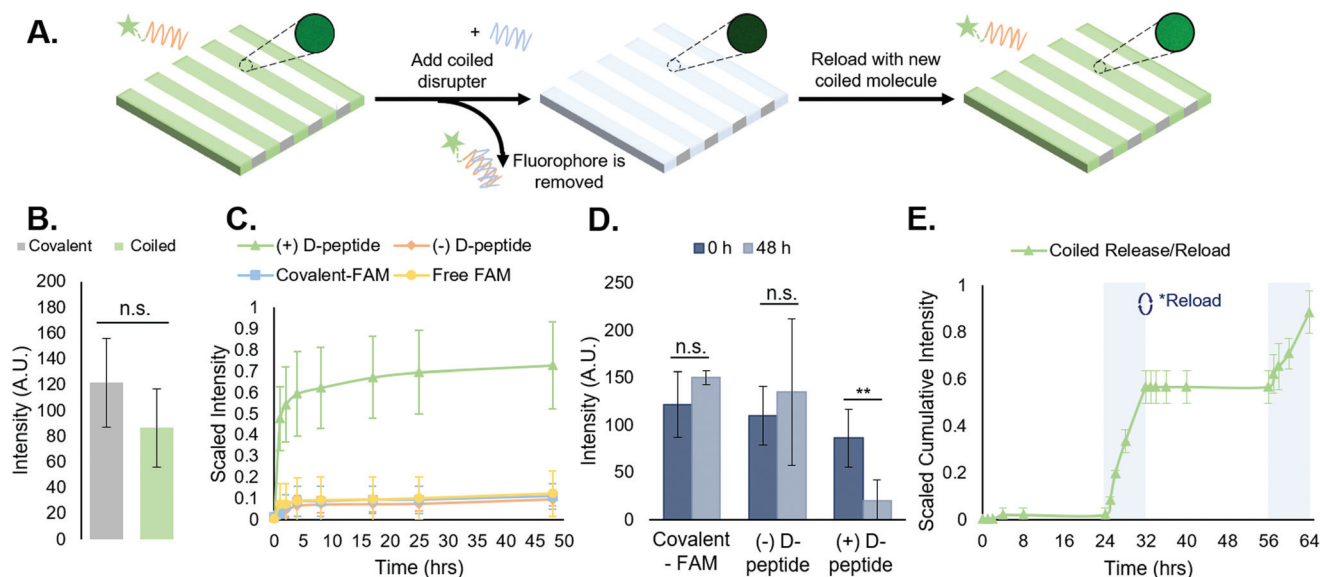 A.
+
Add coiled
disrupter
Fluorophore is
removed
Reload with new
coiled molecule
B.
Covalent
Coiled
n.s.
Intensity (A.U.)
200
180
160
140
120
100
80
60
40
20
0
C.
(+) D-peptide
(-) D-peptide
Covalent-FAM
Free FAM
Scaled Intensity
1
0.9
0.8
0.7
0.6
0.5
0.4
0.3
0.2
0.1
0
0 5 10 15 20 25 30 35 40 45 50
Time (hrs)
D.
0 h
48 h
n.s.
n.s.
**
Intensity (A.U.)
250
200
150
100
50
0
Covalent
- FAM
(-) D-
peptide
(+) D-
peptide
E.
Coiled Release/Reload
*Reload
Scaled Cumulative Intensity
1
0.8
0.6
0.4
0.2
0
0 8 16 24 32 40 48 56 64
Time (hrs)